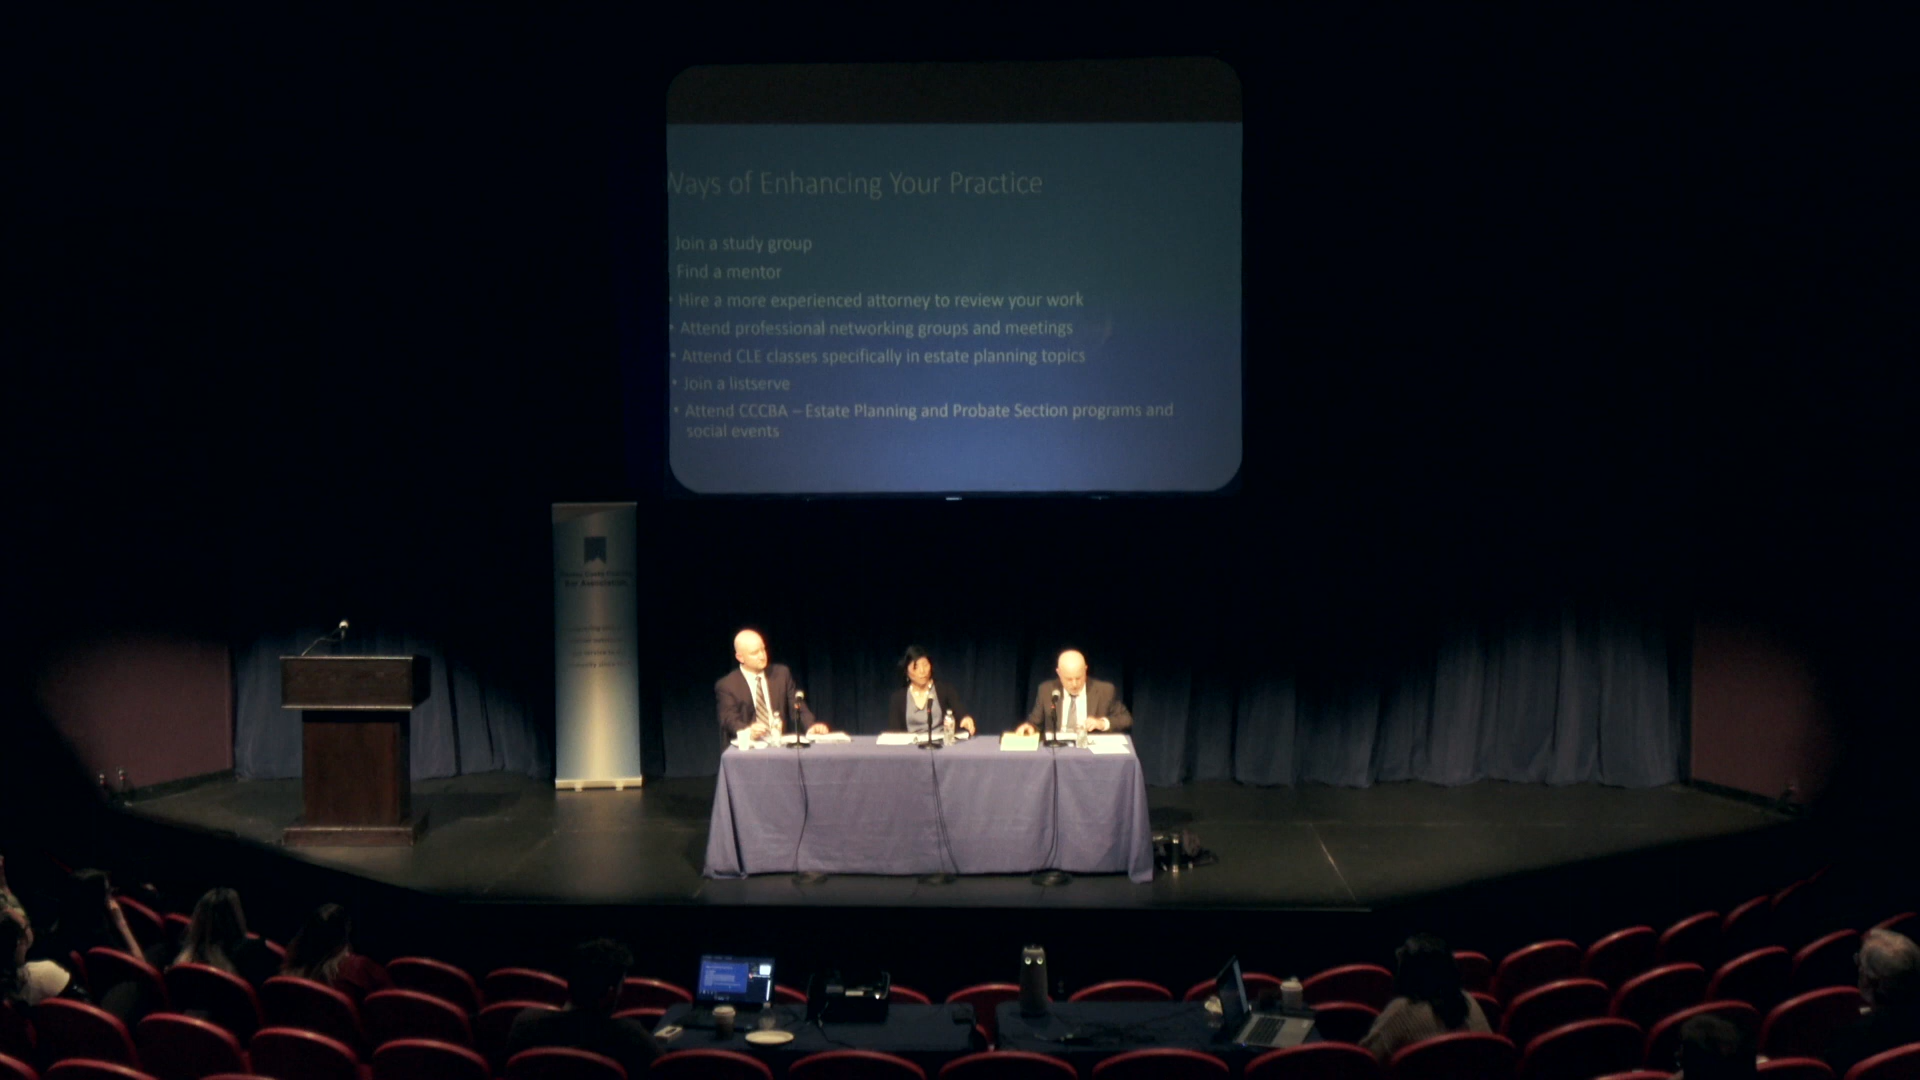 Ways of Enhancing Your Practice
Join a study group
Find a mentor
• Hire a more experienced attorney to review your work
• Attend professional networking groups and meetings
• Attend CLE classes specifically in estate planning topics
• Join a listserve
• Attend CCCBA – Estate Planning and Probate Section programs and
social events
Bar Association